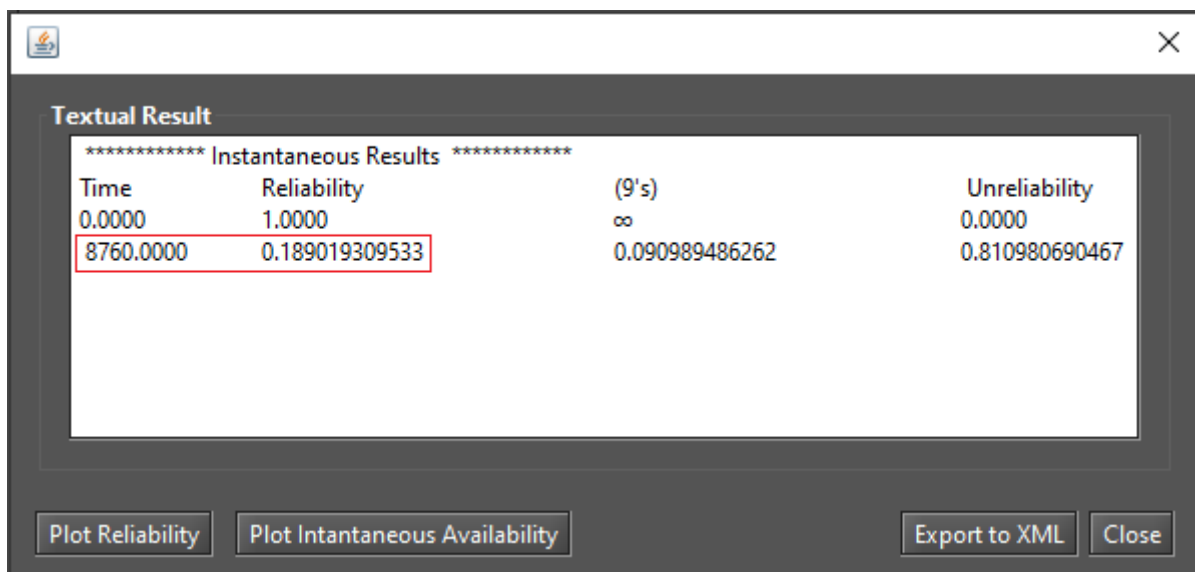 Textual Result
************ Instantaneous Results ************
Time Reliability (9's) Unreliability
0.0000 1.0000 ∞ 0.0000
8760.0000 0.189019309533 0.090989486262 0.810980690467
Plot Reliability Plot Intantaneous Availability Export to XML Close